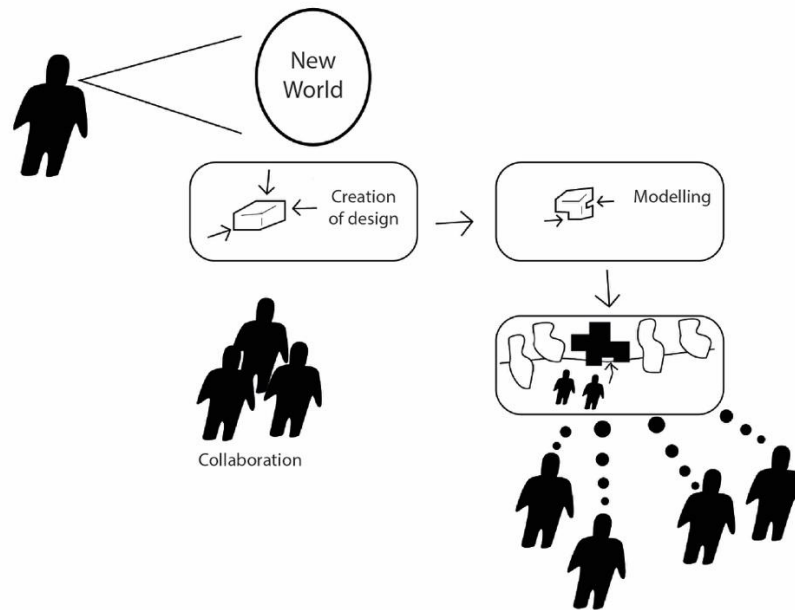 New
World
Creation
of design
Modelling
Collaboration